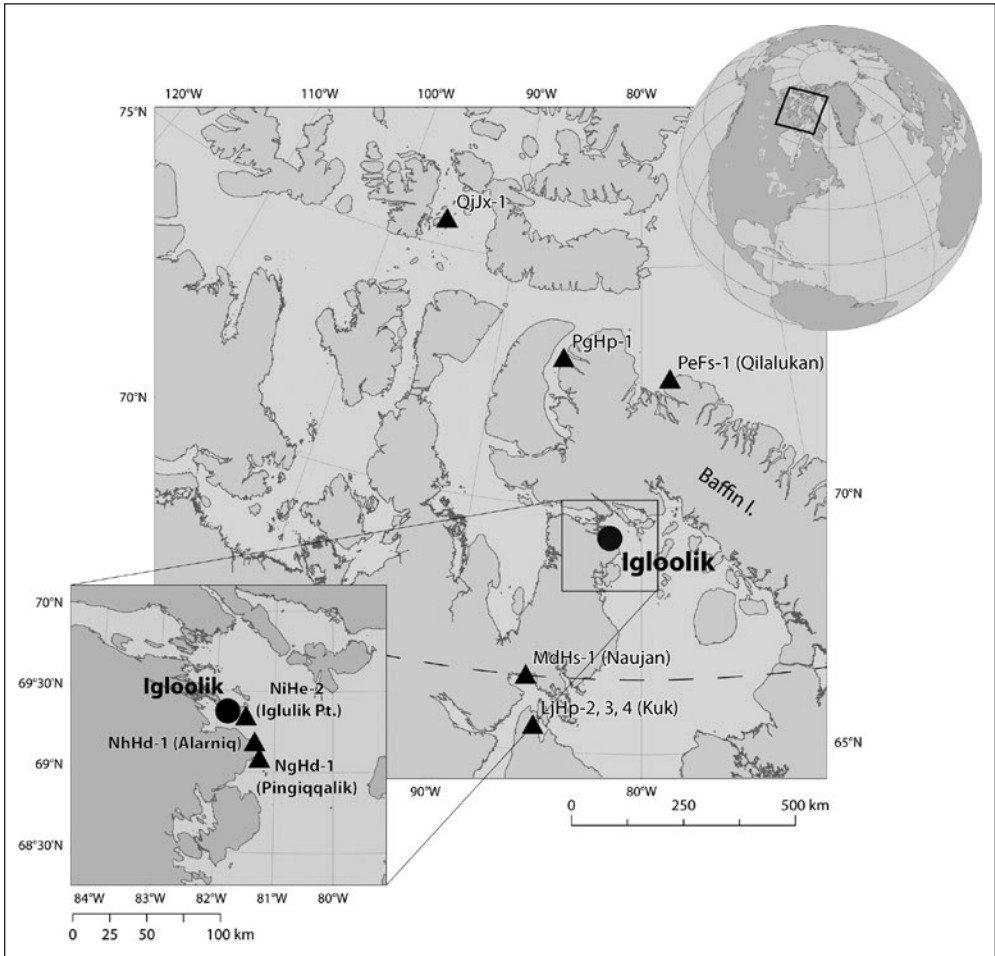 120°W
110°W
100°W
90°W
80°W
75°N
QjJx-1
PgHp-1
PeFs-1 (Qilalukan)
70°N
Baffin I.
70°N
Igloolik
MdHs-1 (Naujan)
LjHp-2, 3, 4 (Kuk)
65°N
90°W
80°W
0 250 500 km
70°N
69°30'N
Igloolik
NiHe-2
(Iglulik Pt.)
NhHd-1 (Alarniq)
69°N
NgHd-1
(Pingiqqalik)
68°30'N
84°W
83°W
82°W
81°W
80°W
0 25 50 100 km